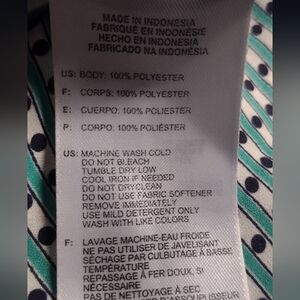 MADE IN INDONESIA
FABRIQUÉ EN INDONÉSIE
HECHO EN INDONESIA
FABRICADO NA INDONÉSIA
US: BODY: 100% POLYESTER
F: CORPS: 100% POLYESTER
E: CUERPO: 100% POLIESTER
P: CORPO: 100% POLIÉSTER
US: MACHINE WASH COLD
DO NOT BLEACH
TUMBLE DRY LOW
COOL IRON IF NEEDED
DO NOT DRYCLEAN
DO NOT USE FABRIC SOFTENER
REMOVE IMMEDIATELY
USE MILD DETERGENT ONLY
WASH WITH LIKE COLORS
F: LAVAGE MACHINE-EAU FROIDE
NE PAS UTILISER DE JAVELISANT
SÉCHAGE PAR CULBUTAGE À BASSE
TEMPÉRATURE
REPASSAGE À FER DOUX, SI
NÉCESSAIRE
PAS DE NETTOYAGE À SEC
D'ASSOUPLISSEUR